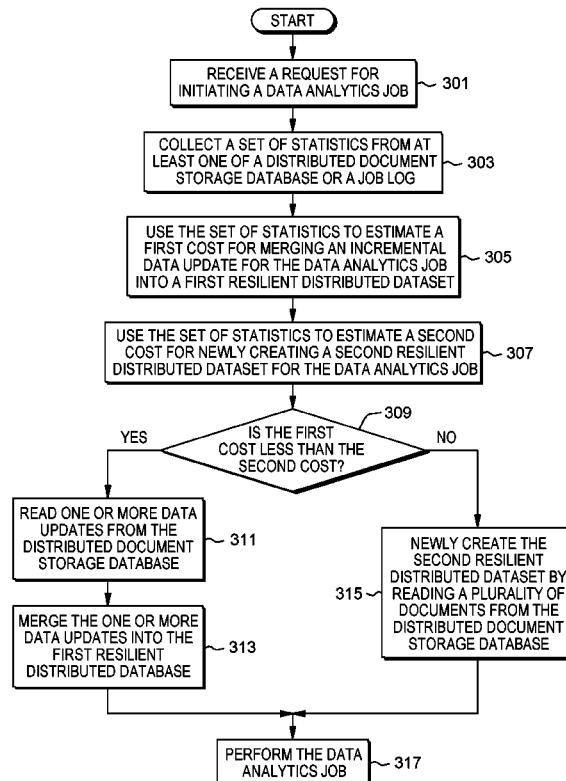 START
RECEIVE A REQUEST FOR
INITIATING A DATA ANALYTICS JOB
301
COLLECT A SET OF STATISTICS FROM AT
LEAST ONE OF A DISTRIBUTED DOCUMENT
STORAGE DATABASE OR A JOB LOG
303
USE THE SET OF STATISTICS TO ESTIMATE A
FIRST COST FOR MERGING AN INCREMENTAL
DATA UPDATE FOR THE DATA ANALYTICS JOB
INTO A FIRST RESILIENT DISTRIBUTED DATASET
305
USE THE SET OF STATISTICS TO ESTIMATE A SECOND
COST FOR NEWLY CREATING A SECOND RESILIENT
DISTRIBUTED DATASET FOR THE DATA ANALYTICS JOB
307
309
IS THE FIRST
COST LESS THAN THE
SECOND COST?
YES
NO
READ ONE OR MORE DATA
UPDATES FROM THE
DISTRIBUTED DOCUMENT
STORAGE DATABASE
311
MERGE THE ONE OR MORE
DATA UPDATES INTO THE
FIRST RESILIENT
DISTRIBUTED DATABASE
313
315
NEWLY CREATE THE
SECOND RESILIENT
DISTRIBUTED DATASET BY
READING A PLURALITY OF
DOCUMENTS FROM THE
DISTRIBUTED DOCUMENT
STORAGE DATABASE
PERFORM THE DATA
ANALYTICS JOB
317